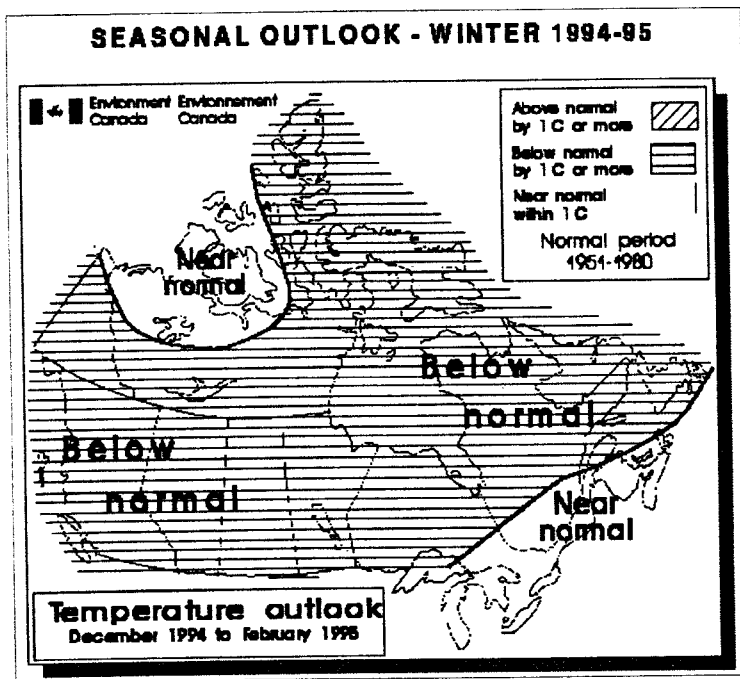 SEASONAL OUTLOOK - WINTER 1994-95
Environment Environnement
Canada Canada
Above normal
by 1 C or more
Below normal
by 1 C or more
Near normal
within 1 C
Normal period
1951-1980
Near
normal
Below
normal
Below
normal
Near
normal
Temperature outlook
December 1994 to February 1995